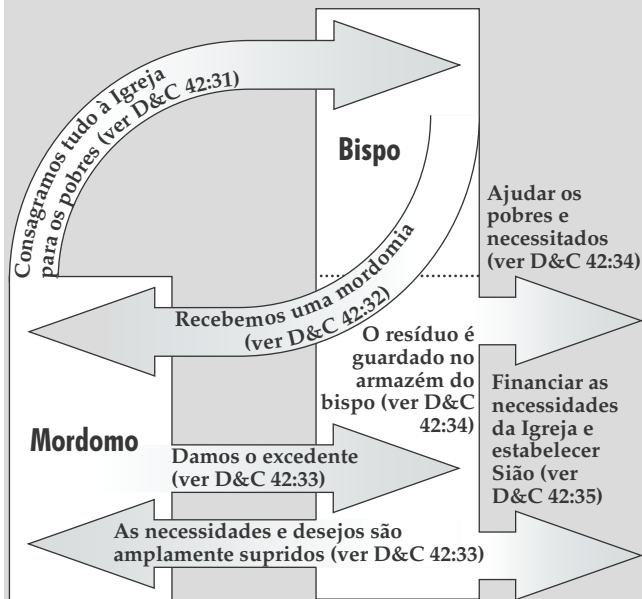 Consagramos tudo à Igreja
para os pobres (ver D&C 42:31)
Bispo
Recebemos uma mordomia
(ver D&C 42:32)
Ajudar os
pobres e
necessitados
(ver D&C 42:34)
O resíduo é
guardado no
armazém do
bispo (ver D&C
42:34)
Financiar as
necessidades
da Igreja e
estabelecer
Sião (ver
D&C 42:35)
Mordomo
Damos o excedente
(ver D&C 42:33)
As necessidades e desejos são
amplamente supridos (ver D&C 42:33)